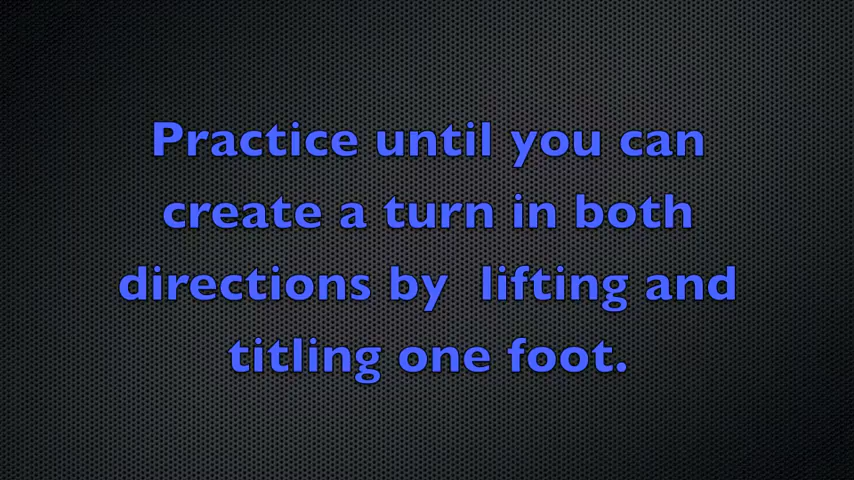 Practice until you can
create a turn in both
directions by  lifting and
titling one foot.